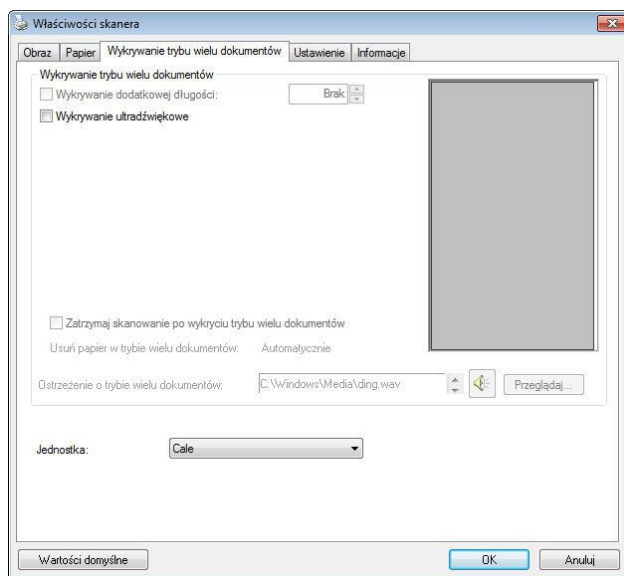 Właściwości skanera
Obraz Papier Wykrywanie trybu wielu dokumentów Ustawienie Informacje
Wykrywanie trybu wielu dokumentów
Wykrywanie dodatkowej długości: Brak
Wykrywanie ultradźwiękowe
Zatrzymaj skanowanie po wykryciu trybu wielu dokumentów
Usuń papier w trybie wielu dokumentów: Automatycznie
Ostrzeżenie o trybie wielu dokumentów: C:\Windows\Media\ding.wav Przeglądaj...
Jednostka: Cale
Wartości domyślne OK Anuluj